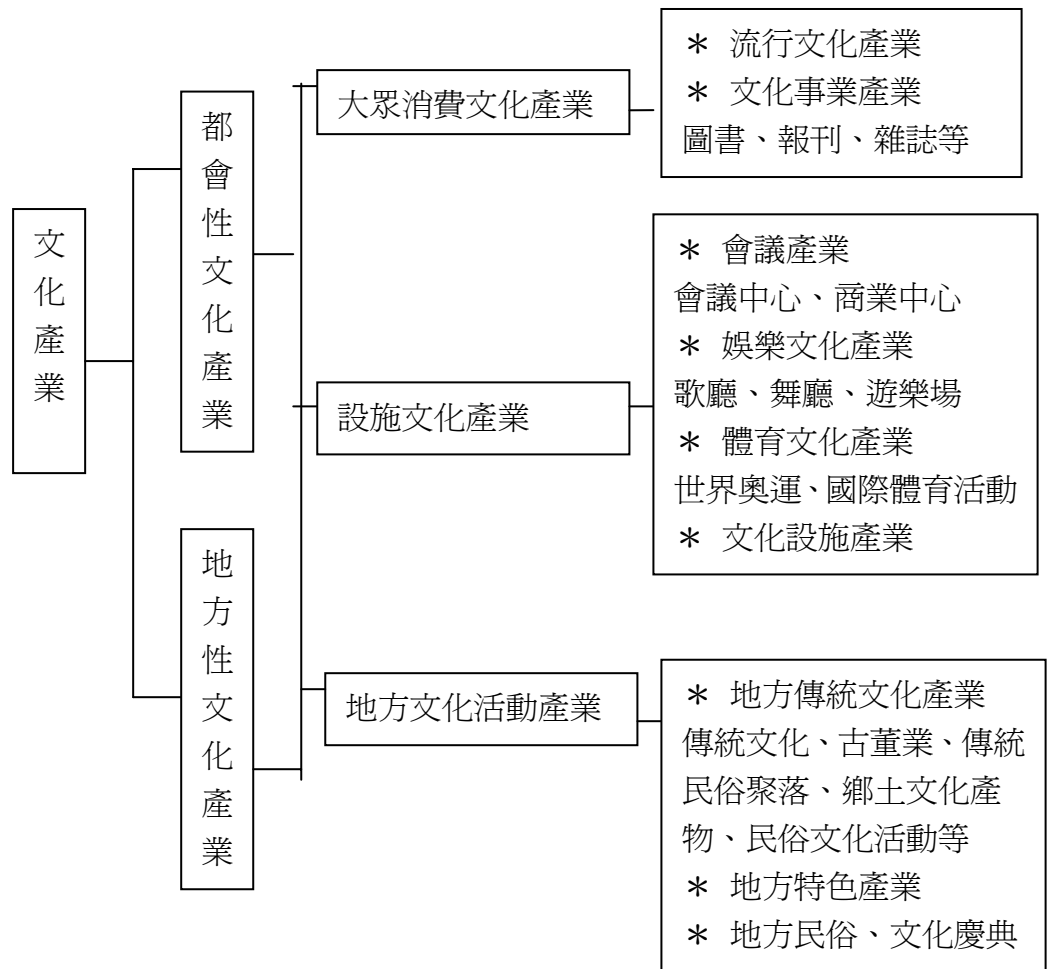 文化產業
都會性文化產業
地方性文化產業
大眾消費文化產業
＊ 流行文化產業
＊ 文化事業產業
圖書、報刊、雜誌等
設施文化產業
＊ 會議產業
會議中心、商業中心
＊ 娛樂文化產業
歌廳、舞廳、遊樂場
＊ 體育文化產業
世界奧運、國際體育活動
＊ 文化設施產業
地方文化活動產業
＊ 地方傳統文化產業
傳統文化、古董業、傳統
民俗聚落、鄉土文化產
物、民俗文化活動等
＊ 地方特色產業
＊ 地方民俗、文化慶典